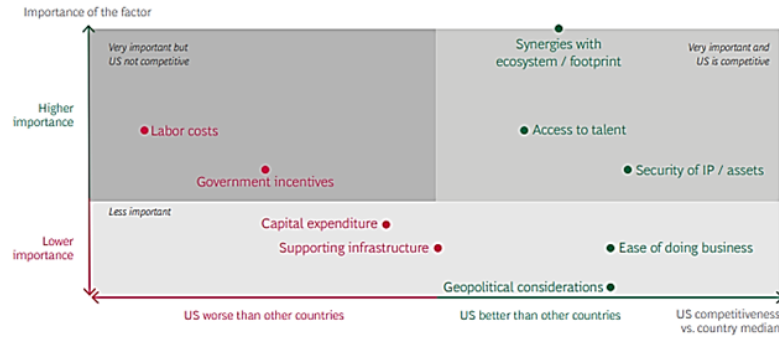 Importance of the factor
Very important but
US not competitive
Synergies with
ecosystem / footprint
Very important and
US is competitive
Higher
importance
Labor costs
Access to talent
Government incentives
Security of IP / assets
Less important
Capital expenditure
Lower
importance
Supporting infrastructure
Ease of doing business
Geopolitical considerations
US worse than other countries
US better than other countries
US competitiveness
vs. country median